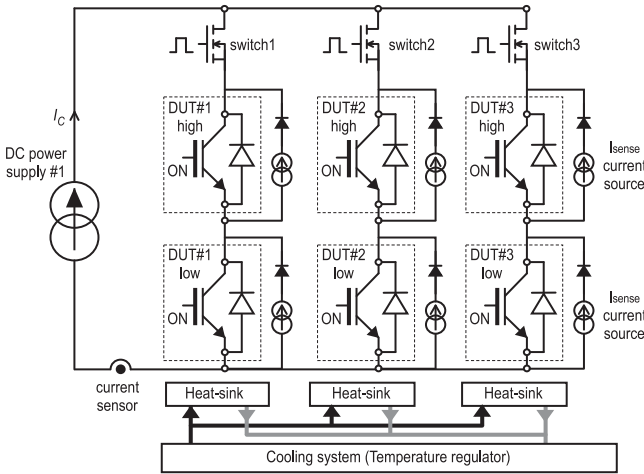 switch1
switch2
switch3
I_C
DC power
supply #1
DUT#1
high
ON
DUT#2
high
ON
DUT#3
high
ON
Isense
current
source
DUT#1
low
ON
DUT#2
low
ON
DUT#3
low
ON
Isense
current
source
current
sensor
Heat-sink
Heat-sink
Heat-sink
Cooling system (Temperature regulator)